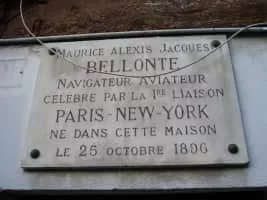 MAURICE ALEXIS JACQUES
BELLONTE
NAVIGATEUR AVIATEUR
CÉLÈBRE PAR LA 1RE LIAISON
PARIS-NEW-YORK
NÉ DANS CETTE MAISON
LE 25 OCTOBRE 1896